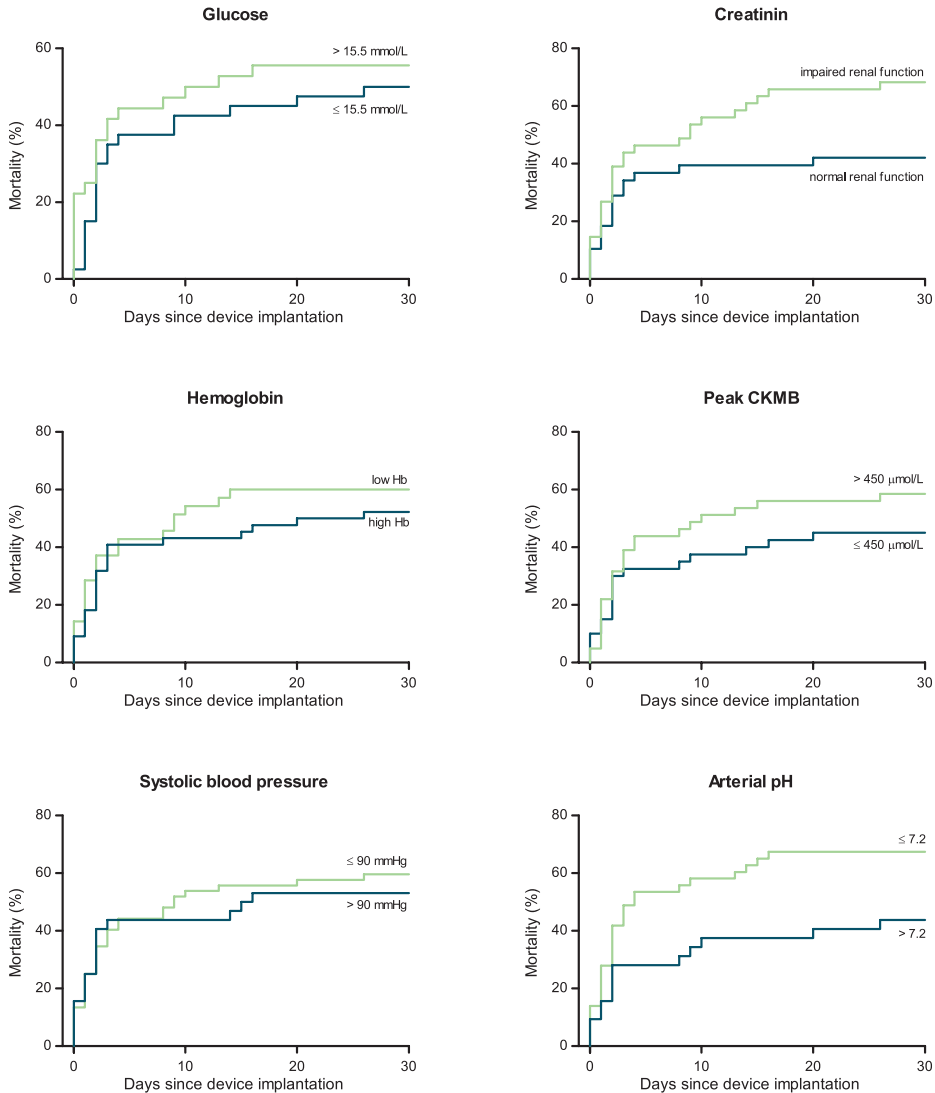 Glucose
60
40
20
0
Mortality (%)
> 15.5 mmol/L
≤ 15.5 mmol/L
0 10 20 30
Days since device implantation
Creatinin
80
60
40
20
0
Mortality (%)
impaired renal function
normal renal function
0 10 20 30
Days since device implantation
Hemoglobin
80
60
40
20
0
Mortality (%)
low Hb
high Hb
0 10 20 30
Days since device implantation
Peak CKMB
80
60
40
20
0
Mortality (%)
> 450 μmol/L
≤ 450 μmol/L
0 10 20 30
Days since device implantation
Systolic blood pressure
80
60
40
20
0
Mortality (%)
≤ 90 mmHg
> 90 mmHg
0 10 20 30
Days since device implantation
Arterial pH
80
60
40
20
0
Mortality (%)
≤ 7.2
> 7.2
0 10 20 30
Days since device implantation